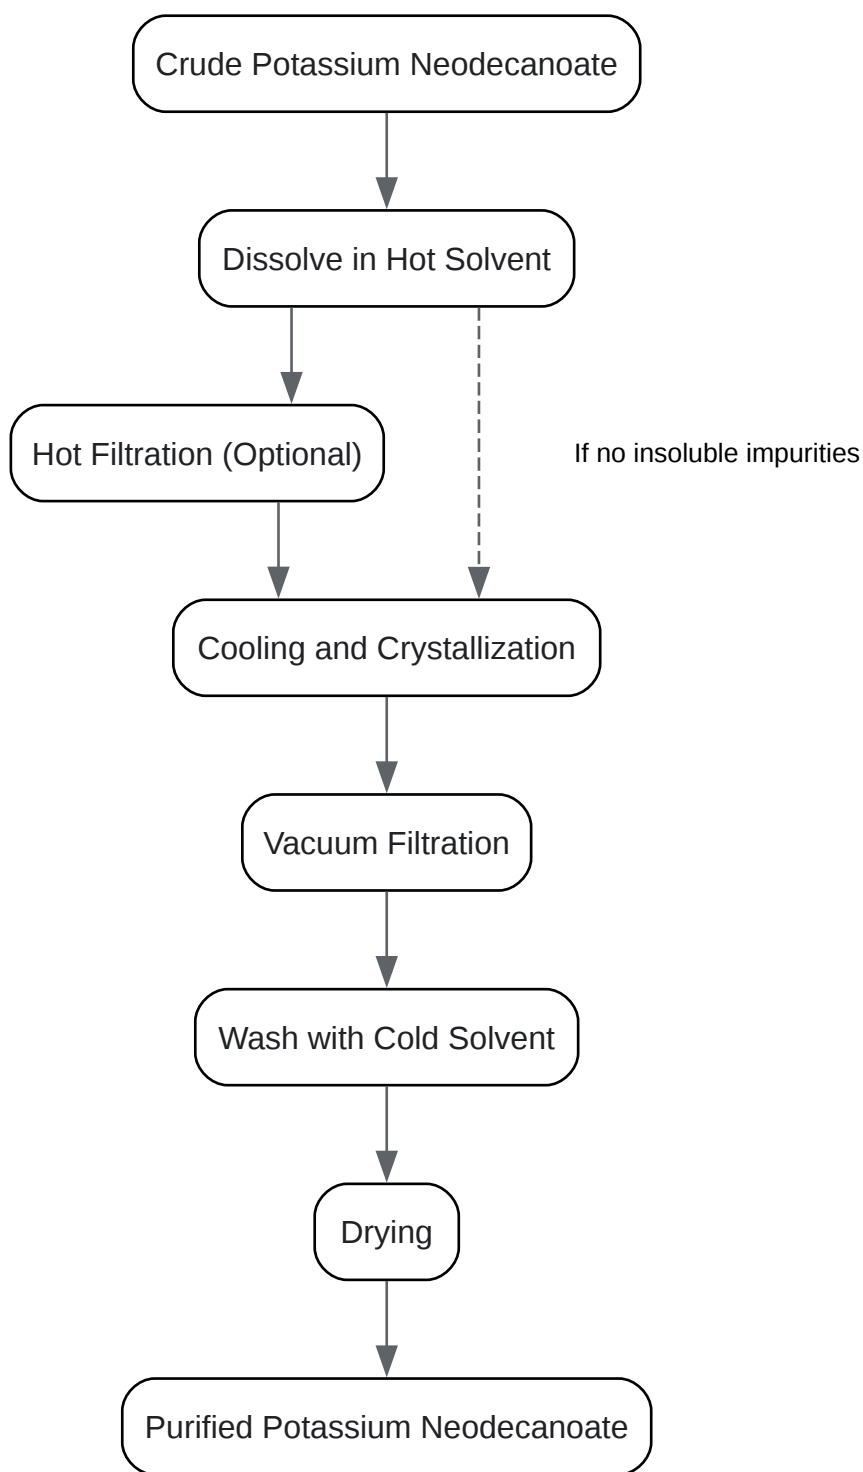 Crude Potassium Neodecanoate
Dissolve in Hot Solvent
Hot Filtration (Optional)
If no insoluble impurities
Cooling and Crystallization
Vacuum Filtration
Wash with Cold Solvent
Drying
Purified Potassium Neodecanoate